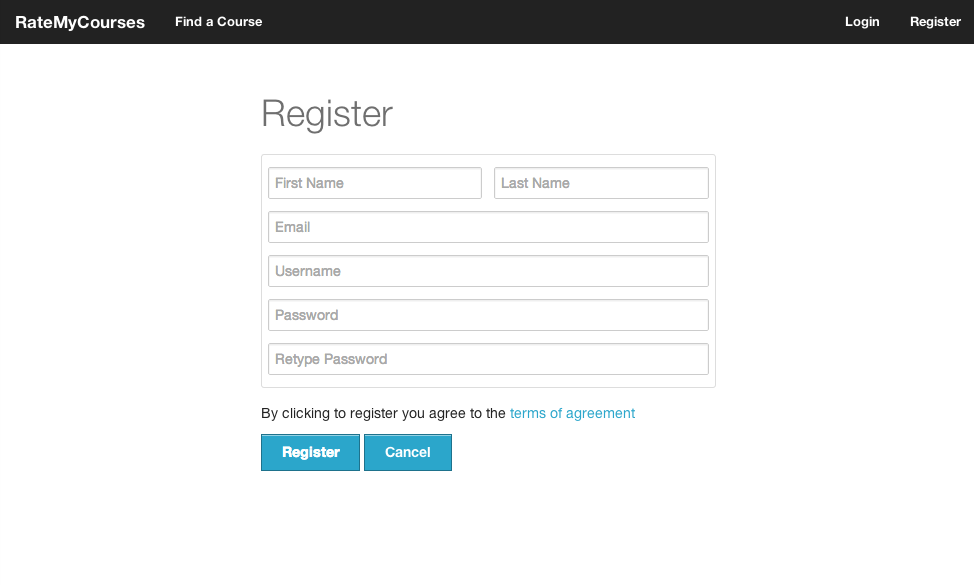 RateMyCourses Find a Course Login Register
Register
First Name Last Name
Email
Username
Password
Retype Password
By clicking to register you agree to the terms of agreement
Register Cancel